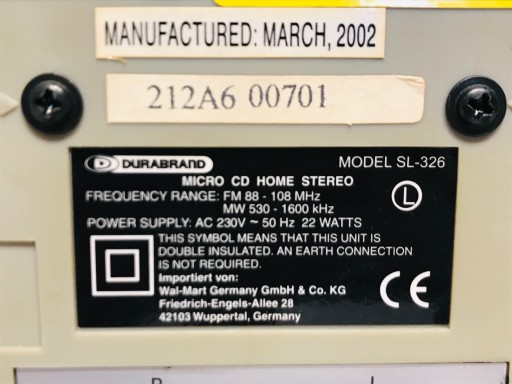 MANUFACTURED: MARCH, 2002
212A6 00701
DURABRAND MODEL SL-326
MICRO CD HOME STEREO
FREQUENCY RANGE: FM 88 - 108 MHz
MW 530 - 1600 kHz
POWER SUPPLY: AC 230V ~ 50 Hz 22 WATTS
THIS SYMBOL MEANS THAT THIS UNIT IS
DOUBLE INSULATED. AN EARTH CONNECTION
IS NOT REQUIRED.
Importiert von:
Wal-Mart Germany GmbH & Co. KG
Friedrich-Engels-Allee 28
42103 Wuppertal, Germany
L
CE